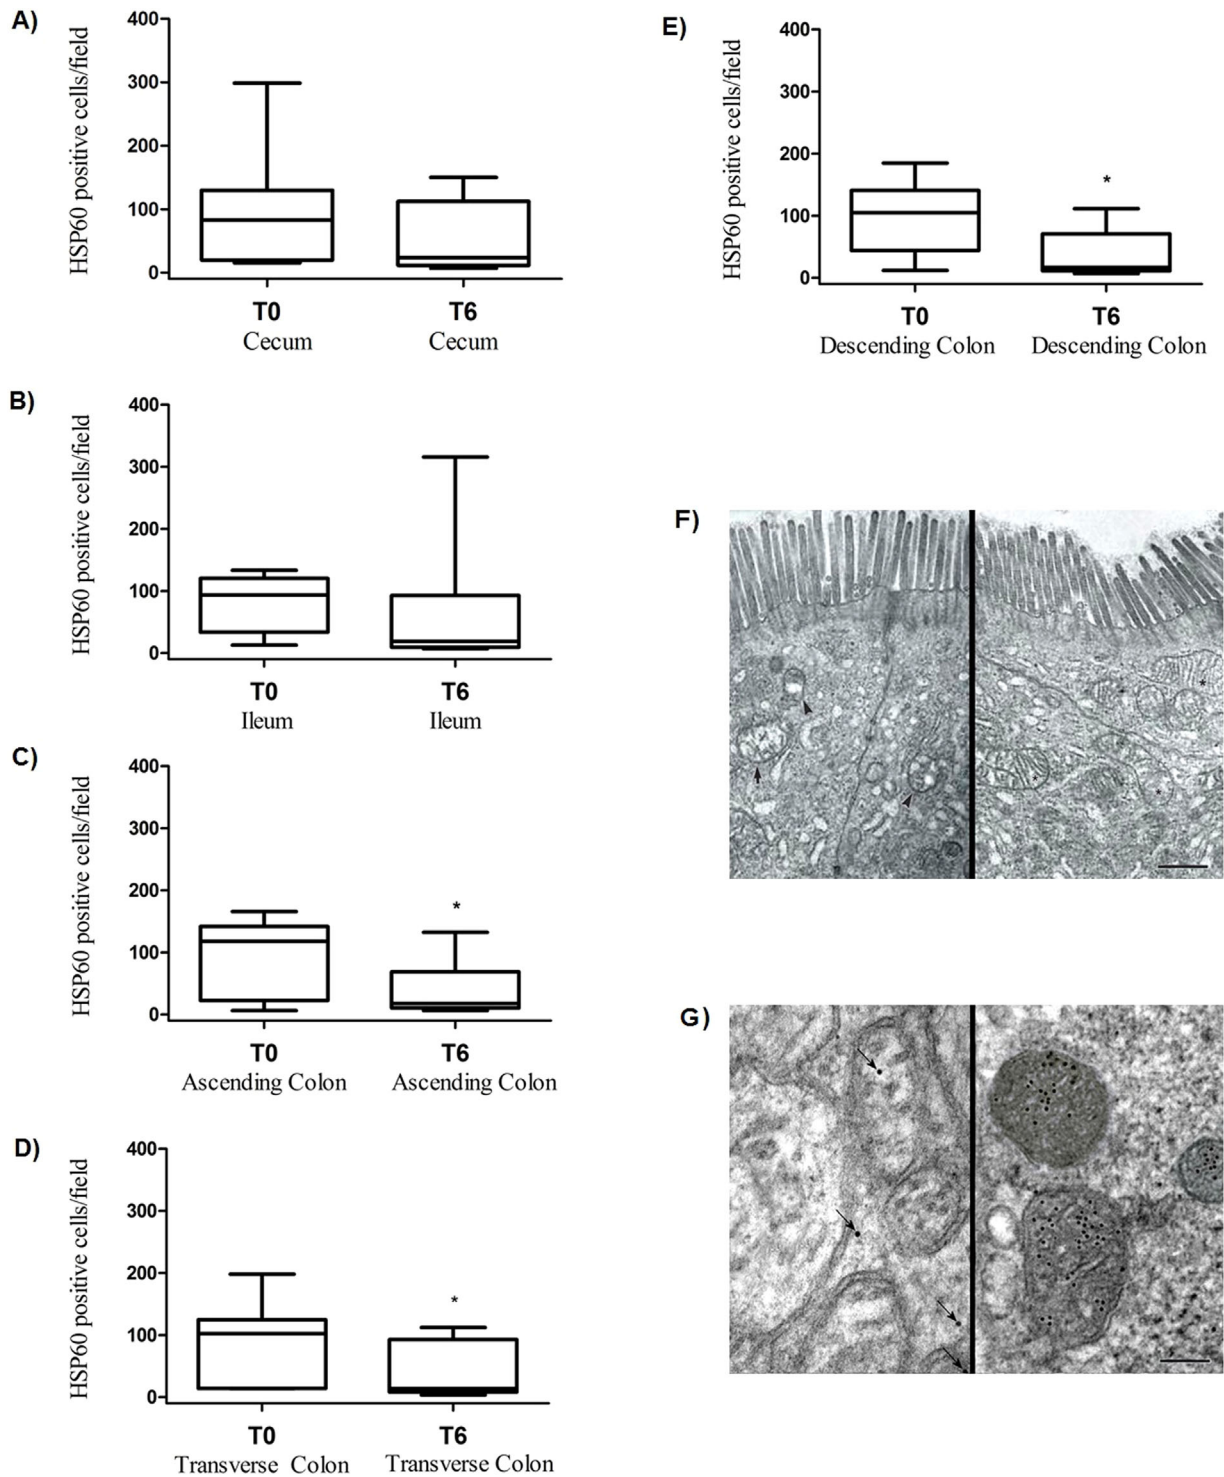 A)
HSP60 positive cells/field
400
300
200
100
0
T0 T6
Cecum Cecum
B)
HSP60 positive cells/field
400
300
200
100
0
T0 T6
Ileum Ileum
C)
HSP60 positive cells/field
400
300
200
100
0
*
T0 T6
Ascending Colon Ascending Colon
D)
HSP60 positive cells/field
400
300
200
100
0
*
T0 T6
Transverse Colon Transverse Colon
E)
HSP60 positive cells/field
400
300
200
100
0
*
T0 T6
Descending Colon Descending Colon
F)
* * *
G)